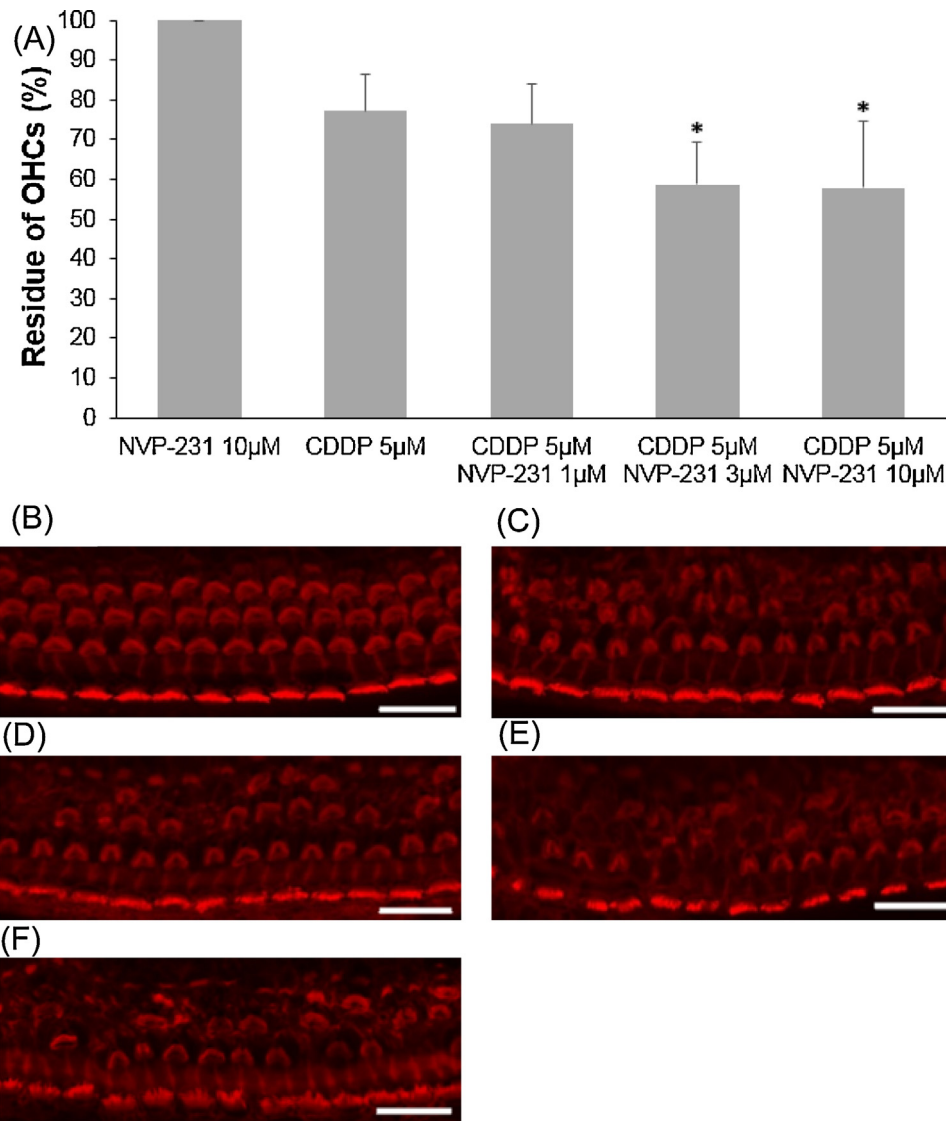 (A)
Residue of OHCs (%)
100
90
80
70
60
50
40
30
20
10
0
*
*
NVP-231 10µM
CDDP 5µM
CDDP 5µM
NVP-231 1µM
CDDP 5µM
NVP-231 3µM
CDDP 5µM
NVP-231 10µM
(B)
(C)
(D)
(E)
(F)